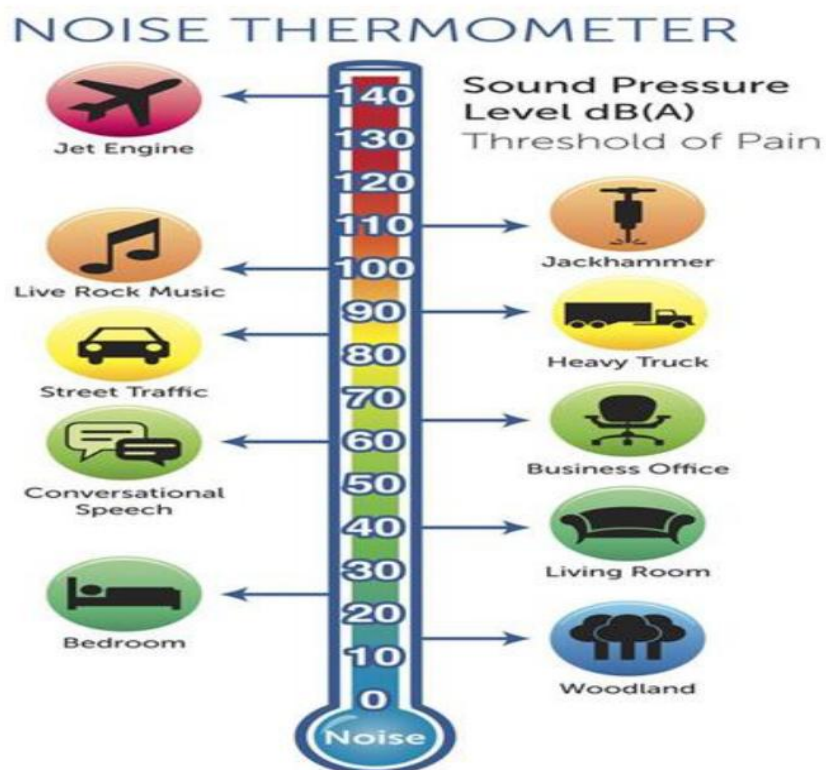 NOISE THERMOMETER
Sound Pressure
Level dB(A)
Threshold of Pain
140
130
120
110
100
90
80
70
60
50
40
30
20
10
0
Noise
Jet Engine
Live Rock Music
Street Traffic
Conversational
Speech
Bedroom
Jackhammer
Heavy Truck
Business Office
Living Room
Woodland